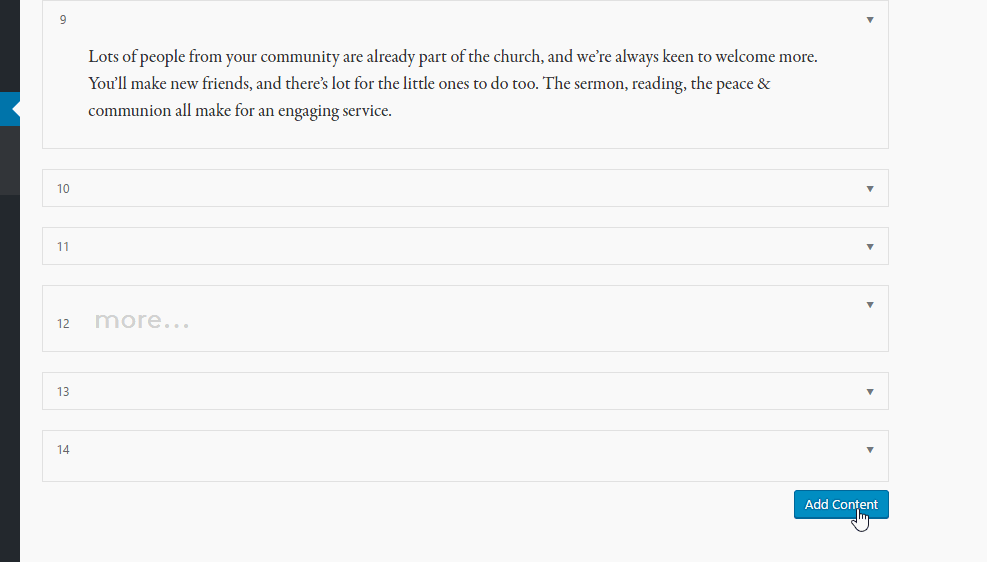 9
Lots of people from your community are already part of the church, and we’re always keen to welcome more.
You’ll make new friends, and there’s lot for the little ones to do too. The sermon, reading, the peace &
communion all make for an engaging service.
10
11
12 more...
13
14
Add Content